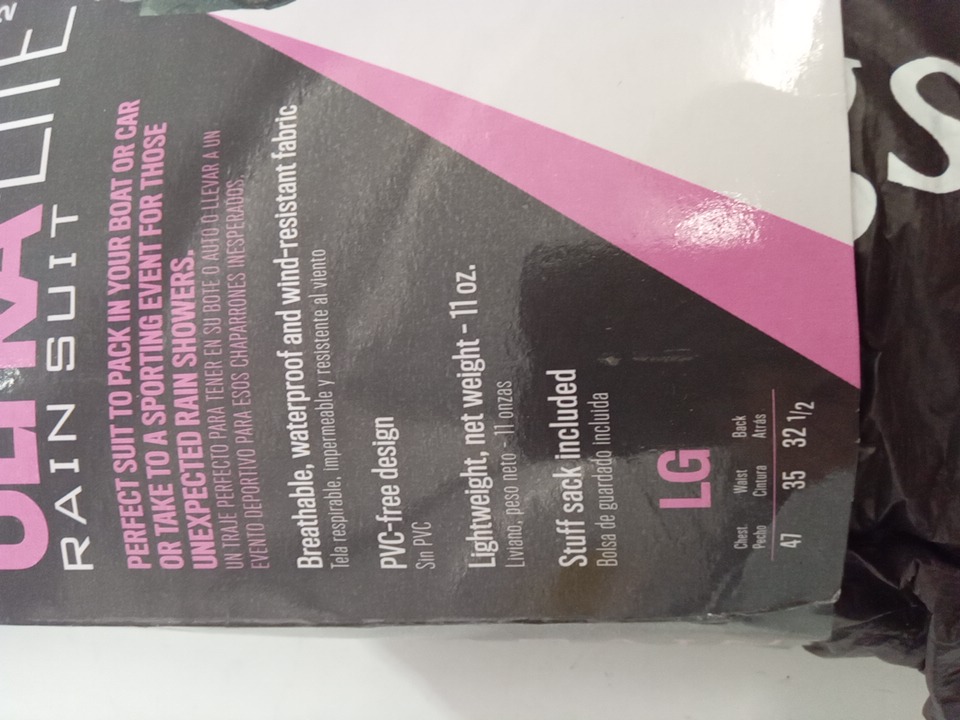 ULTRA LITE²
RAIN SUIT
PERFECT SUIT TO PACK IN YOUR BOAT OR CAR
OR TAKE TO A SPORTING EVENT FOR THOSE
UNEXPECTED RAIN SHOWERS.
UN TRAJE PERFECTO PARA TENER EN SU BOTE O AUTO O LLEVAR A UN
EVENTO DEPORTIVO PARA ESOS CHAPARRONES INESPERADOS.
Breathable, waterproof and wind-resistant fabric
Tela respirable, impermeable y resistente al viento
PVC-free design
Sin PVC
Lightweight, net weight - 11 oz.
Liviano, peso neto - 11 onzas
Stuff sack included
Bolsa de guardado incluida
LG
Chest Waist Back
Pecho Cintura Atrás
47 35 32 1/2